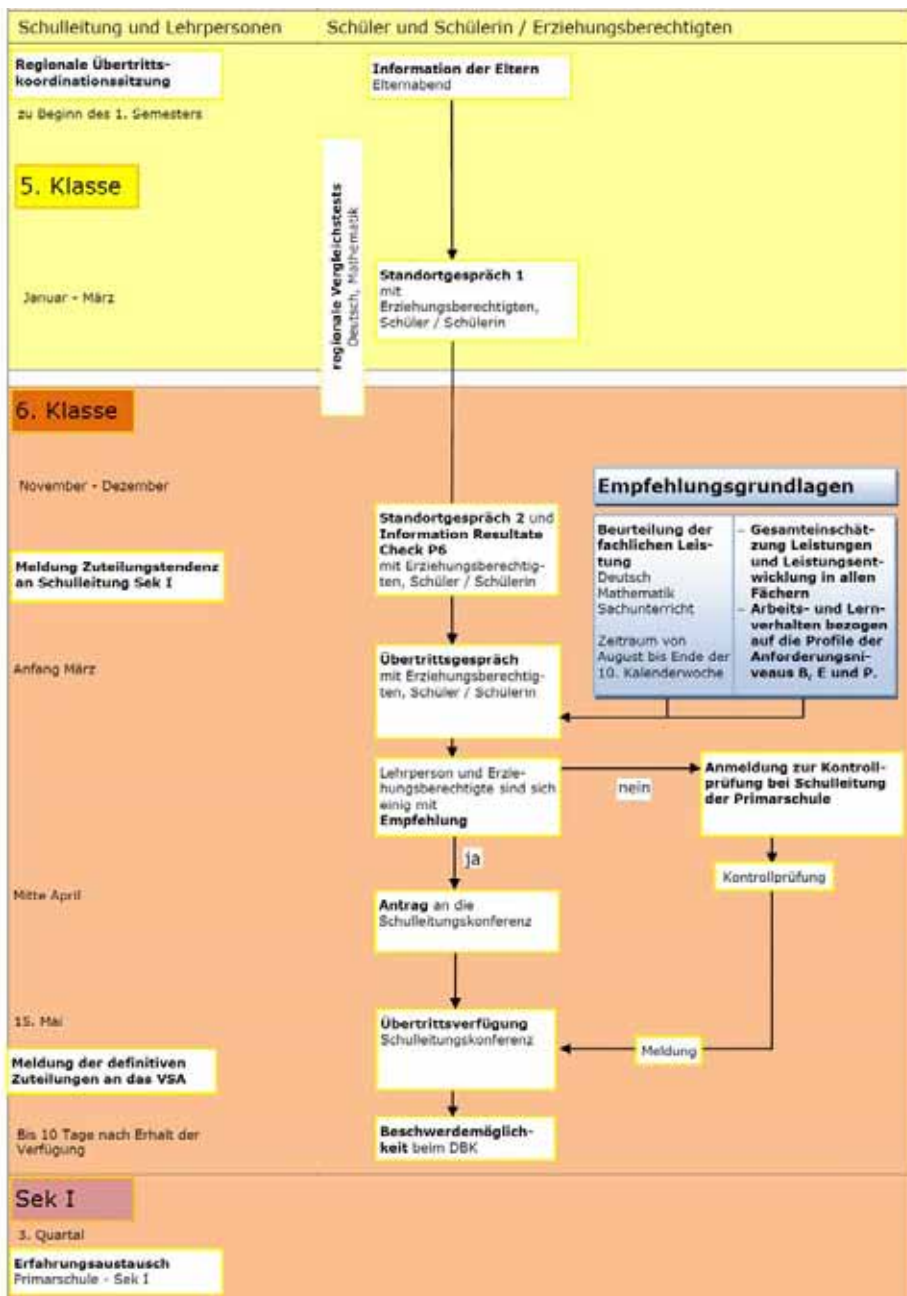 Schulleitung und Lehrpersonen
Schüler und Schülerin / Erziehungsberechtigten
Regionale Übertritts-
koordinationssitzung
zu Beginn des 1. Semesters
Information der Eltern
Elternabend
5. Klasse
regionale Vergleichstests
Deutsch, Mathematik
Januar - März
Standortgespräch 1
mit
Erziehungsberechtigten,
Schüler / Schülerin
6. Klasse
November - Dezember
Standortgespräch 2 und
Information Resultate
Check P6
mit Erziehungsberechtig-
ten, Schüler / Schülerin
Meldung Zuteilungstendenz
an Schulleitung Sek I
Empfehlungsgrundlagen
Beurteilung der
fachlichen Leis-
tung
Deutsch
Mathematik
Sachunterricht
Zeitraum von
August bis Ende der
10. Kalenderwoche
– Gesamteinschät-
zung Leistungen
und Leistungsent-
wicklung in allen
Fächern
– Arbeits- und Lern-
verhalten bezogen
auf die Profile der
Anforderungsni-
veaus B, E und P.
Anfang März
Übertrittsgespräch
mit Erziehungsberechtig-
ten, Schüler / Schülerin
Lehrperson und Erzie-
hungsberechtigte sind sich
einig mit
Empfehlung
nein
Anmeldung zur Kontroll-
prüfung bei Schulleitung
der Primarschule
ja
Kontrollprüfung
Mitte April
Antrag an die
Schulleitungskonferenz
15. Mai
Übertrittsverfügung
Schulleitungskonferenz
Meldung
Meldung der definitiven
Zuteilungen an das VSA
Bis 10 Tage nach Erhalt der
Verfügung
Beschwerdemöglich-
keit beim DBK
Sek I
3. Quartal
Erfahrungsaustausch
Primarschule - Sek I